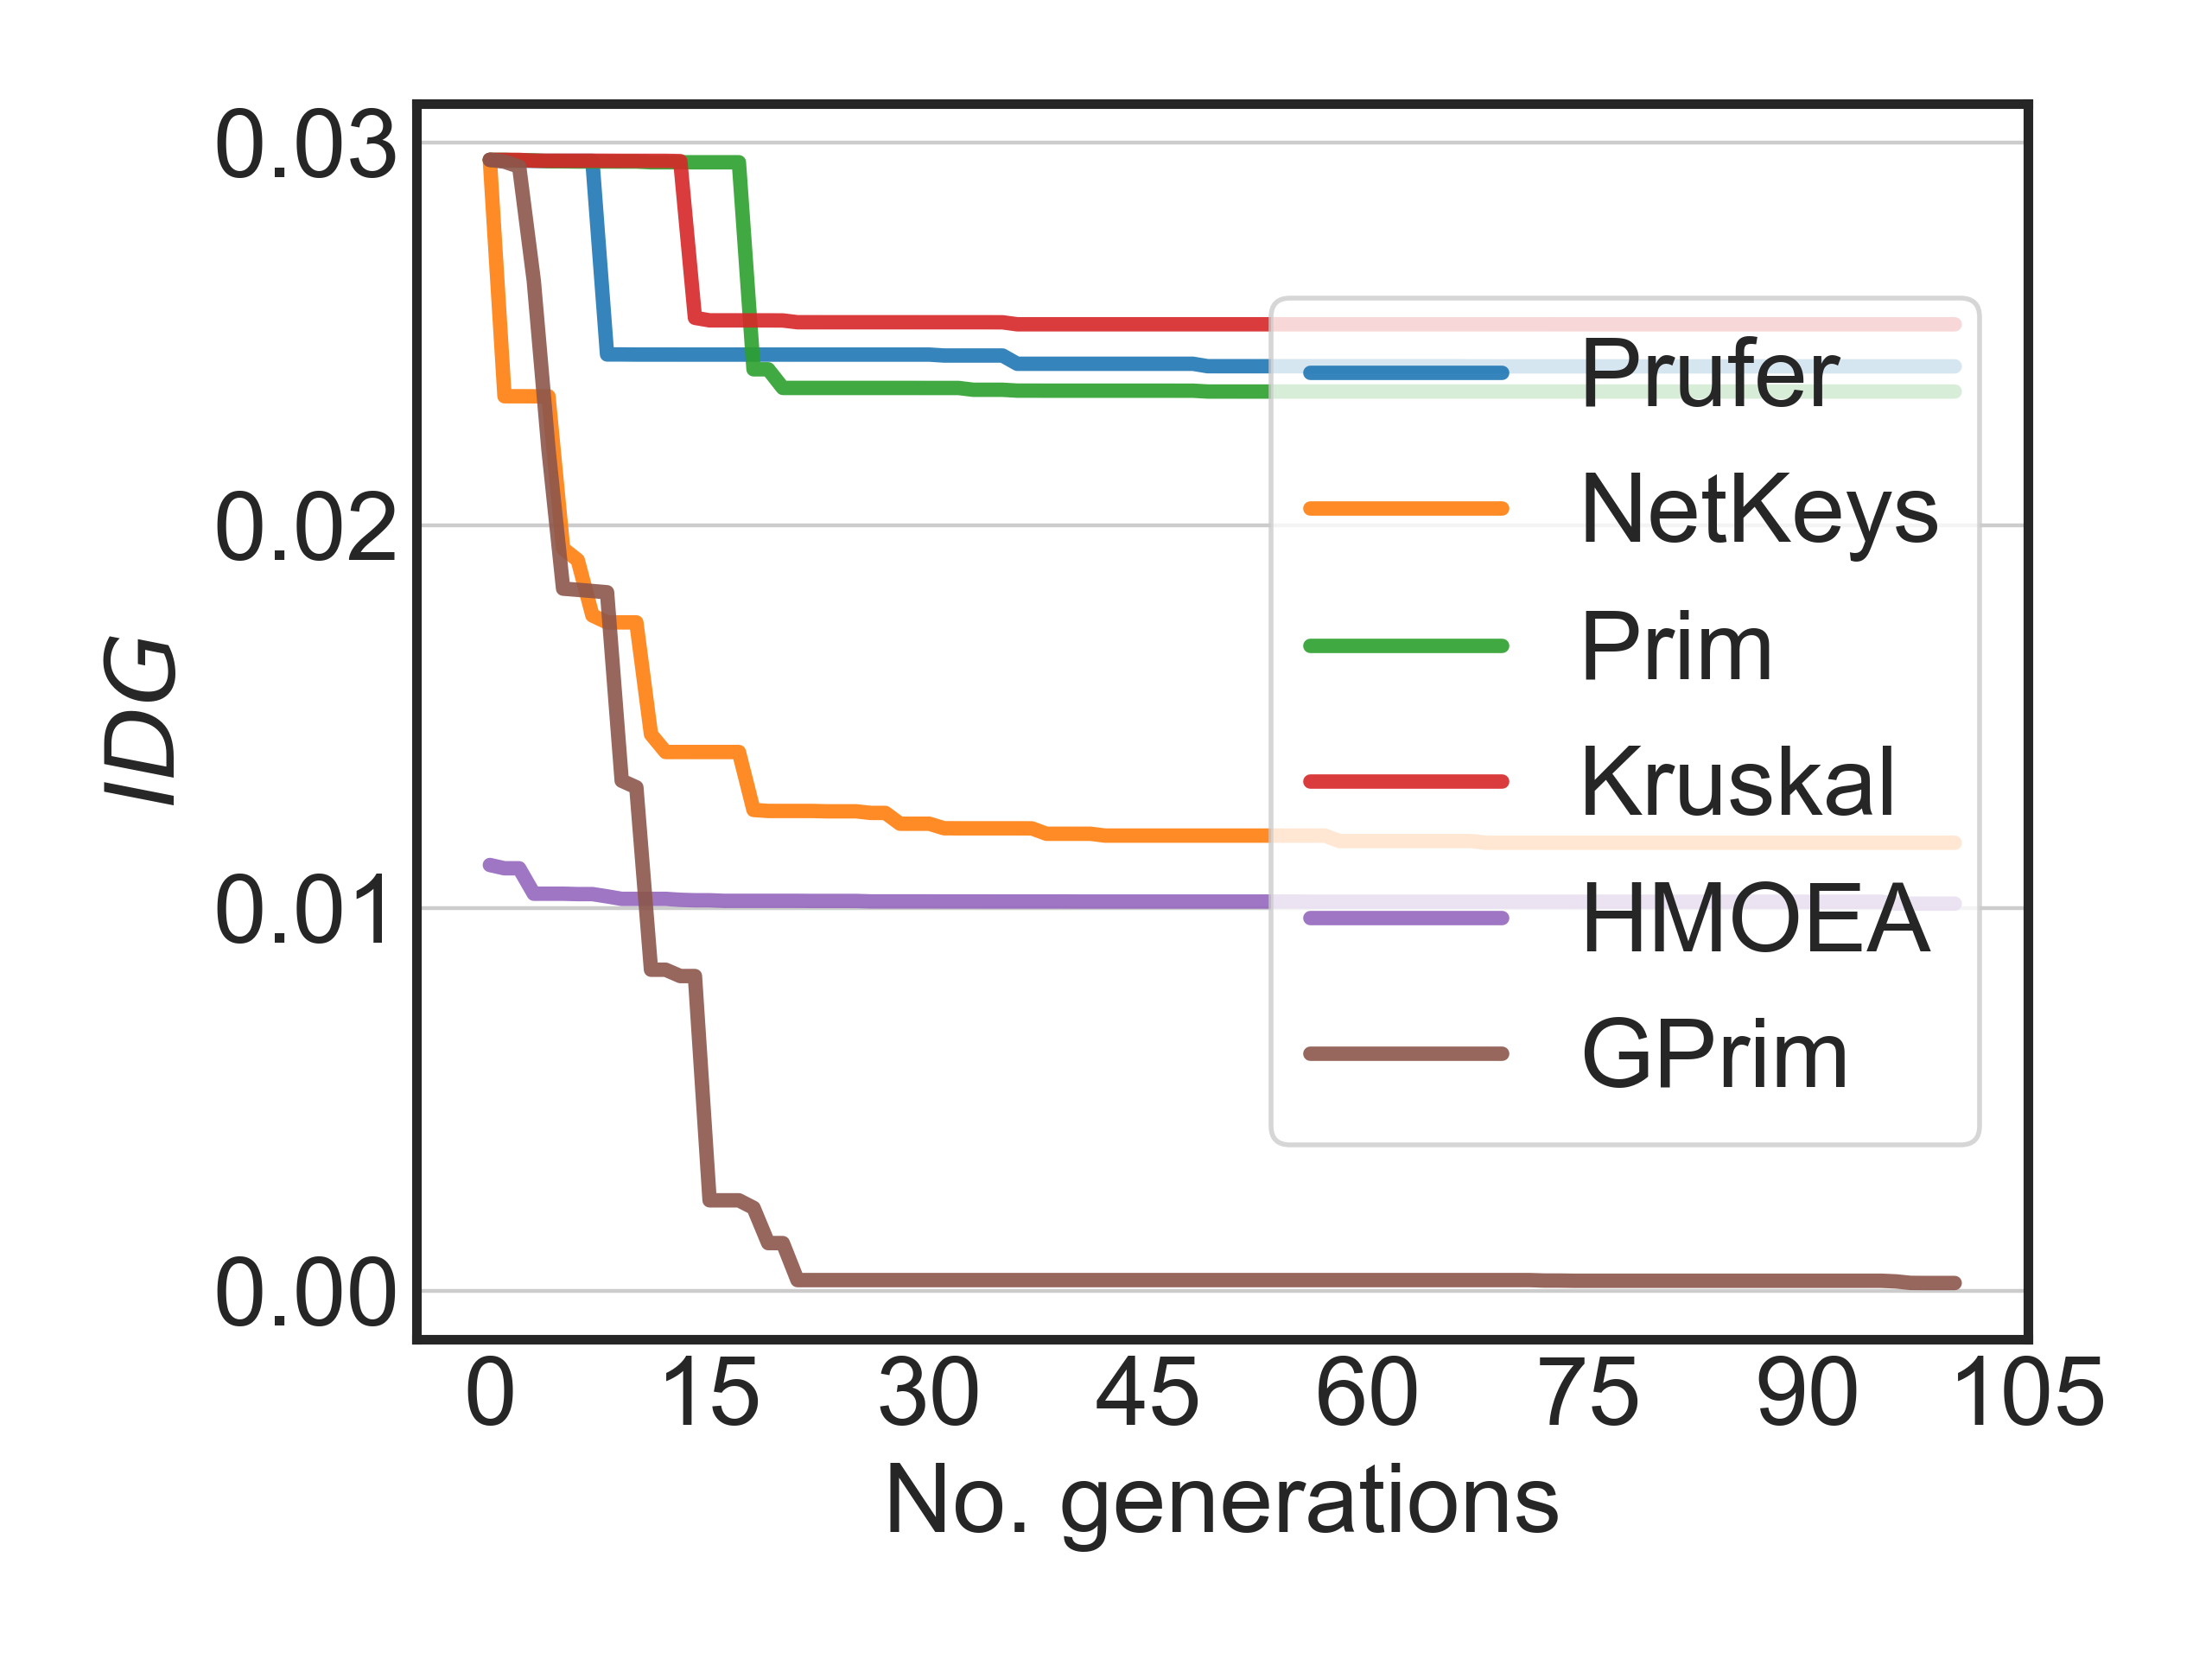 0.03
0.02
0.01
0.00
IDG
0 15 30 45 60 75 90 105
No. generations
Prufer
NetKeys
Prim
Kruskal
HMOEA
GPrim